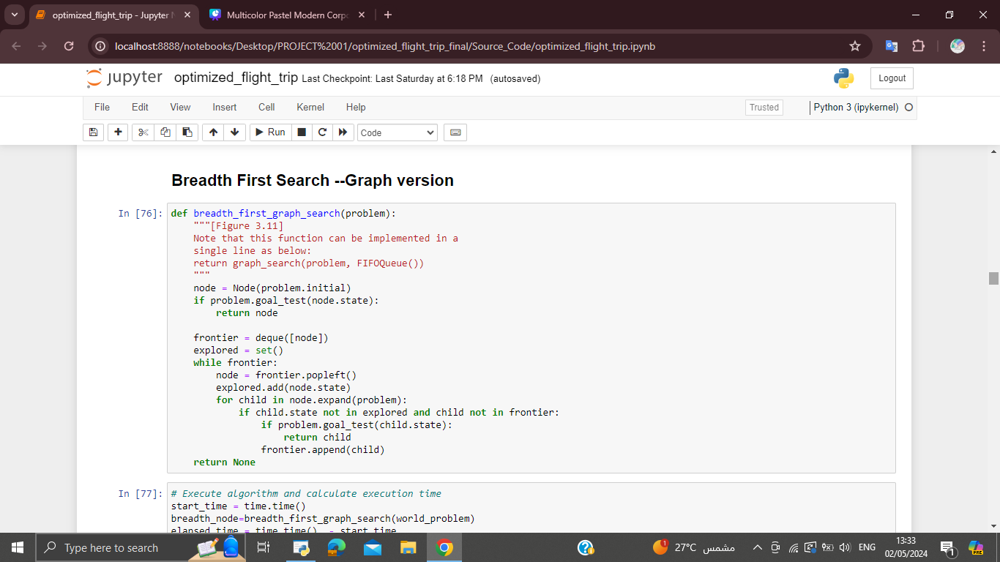 optimized_flight_trip - Jupyter N
Multicolor Pastel Modern Corpo
localhost:8888/notebooks/Desktop/PROJECT%2001/optimized_flight_trip_final/Source_Code/optimized_flight_trip.ipynb
jupyter optimized_flight_trip Last Checkpoint: Last Saturday at 6:18 PM (autosaved)
Logout
File Edit View Insert Cell Kernel Help
Trusted
Python 3 (ipykernel)
Run
Code
Breadth First Search --Graph version
In [76]: def breadth_first_graph_search(problem):
"""[Figure 3.11]
Note that this function can be implemented in a
single line as below:
return graph_search(problem, FIFOQueue())
"""
node = Node(problem.initial)
if problem.goal_test(node.state):
return node
frontier = deque([node])
explored = set()
while frontier:
node = frontier.popleft()
explored.add(node.state)
for child in node.expand(problem):
if child.state not in explored and child not in frontier:
if problem.goal_test(child.state):
return child
frontier.append(child)
return None
In [77]: # Execute algorithm and calculate execution time
start_time = time.time()
breadth_node=breadth_first_graph_search(world_problem)
elapsed_time = time.time() - start_time
Type here to search
1
27°C مشمس
ENG
13:33
02/05/2024
1
PRE